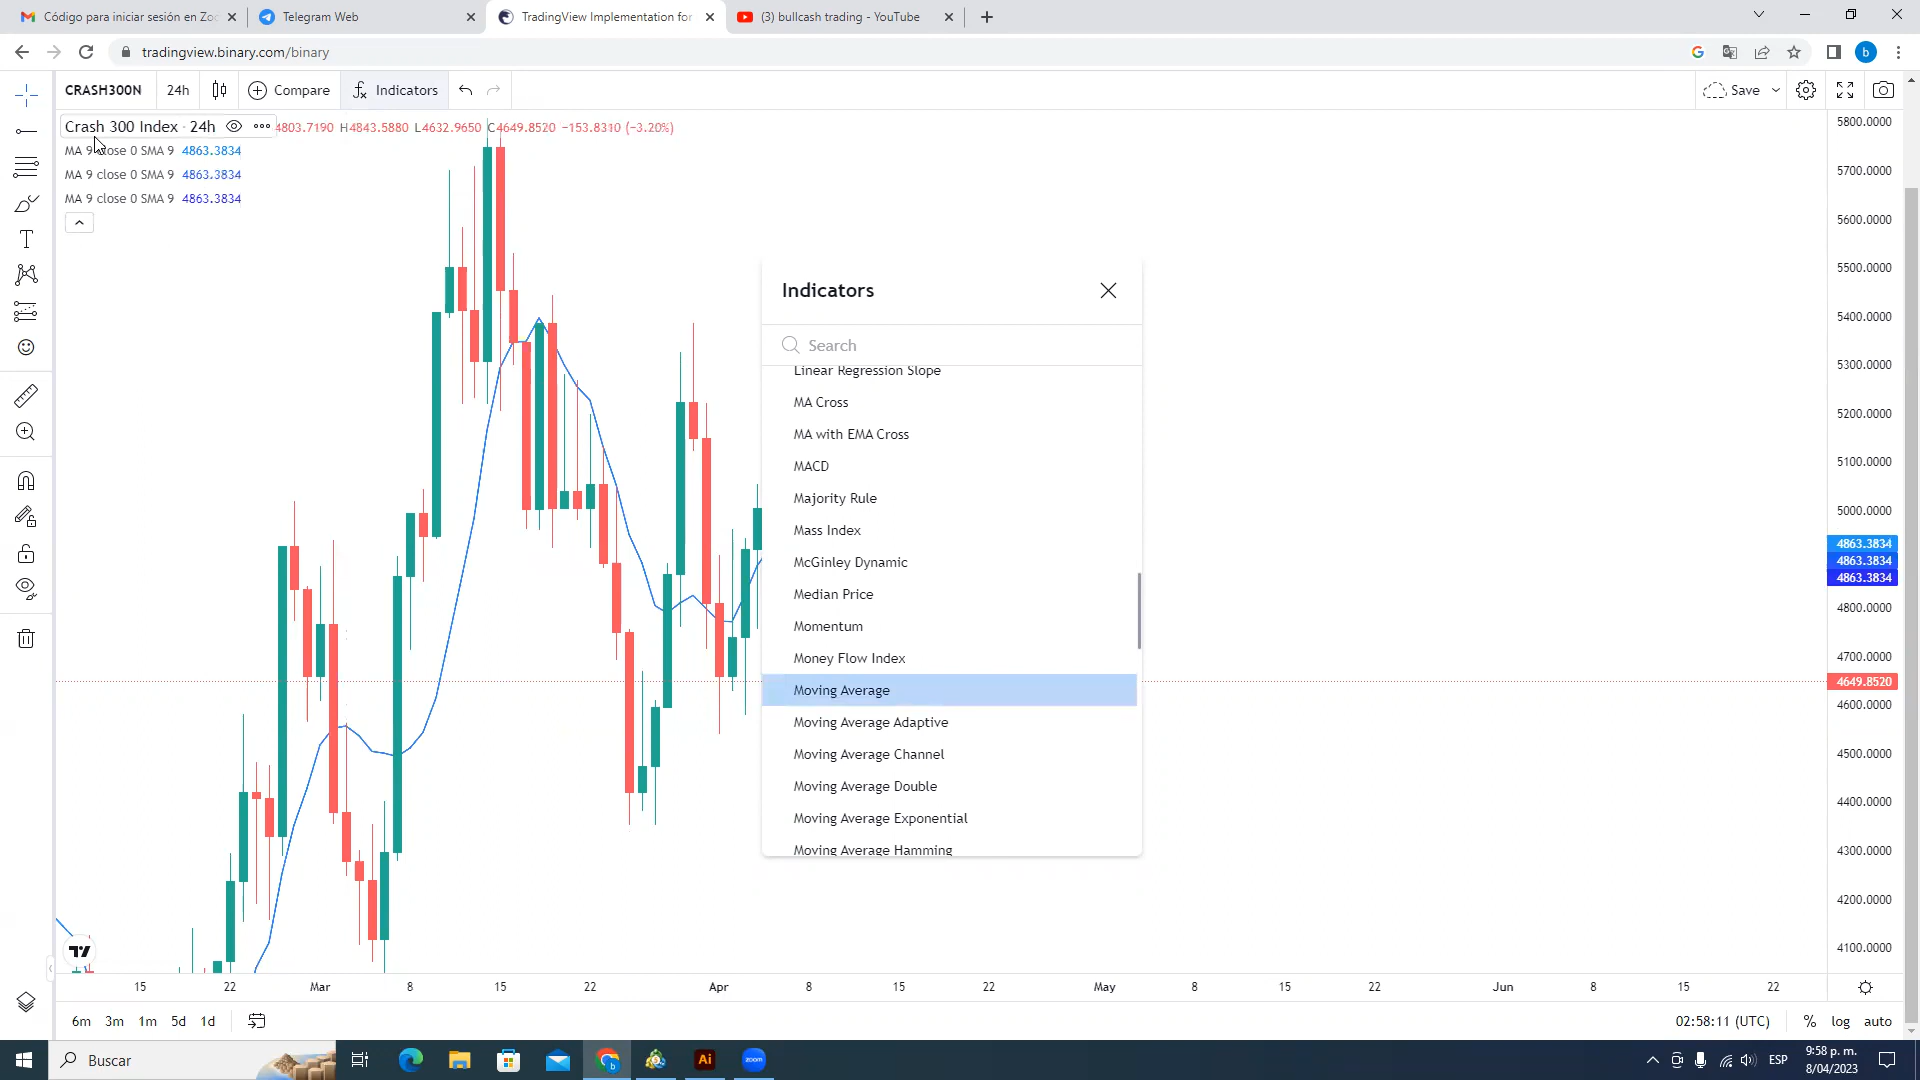 Código para iniciar sesión en Zoo
Telegram Web
TradingView Implementation for
(3) bullcash trading - YouTube
tradingview.binary.com/binary
b
CRASH300N
24h
Compare
Indicators
Save
Crash 300 Index · 24h
4803.7190 H4843.5880 L4632.9650 C4649.8520 −153.8310 (−3.20%)
MA 9 close 0 SMA 9 4863.3834
MA 9 close 0 SMA 9 4863.3834
MA 9 close 0 SMA 9 4863.3834
Indicators
Search
Linear Regression Slope
MA Cross
MA with EMA Cross
MACD
Majority Rule
Mass Index
McGinley Dynamic
Median Price
Momentum
Money Flow Index
Moving Average
Moving Average Adaptive
Moving Average Channel
Moving Average Double
Moving Average Exponential
Moving Average Hamming
5800.0000
5700.0000
5600.0000
5500.0000
5400.0000
5300.0000
5200.0000
5100.0000
5000.0000
4863.3834
4863.3834
4863.3834
4800.0000
4700.0000
4649.8520
4600.0000
4500.0000
4400.0000
4300.0000
4200.0000
4100.0000
15 22 Mar 8 15 22 Apr 8 15 22 May 8 15 22 Jun 8 15 22
6m 3m 1m 5d 1d
02:58:11 (UTC) % log auto
Buscar
Ai
zoom
ESP
9:58 p. m.
8/04/2023